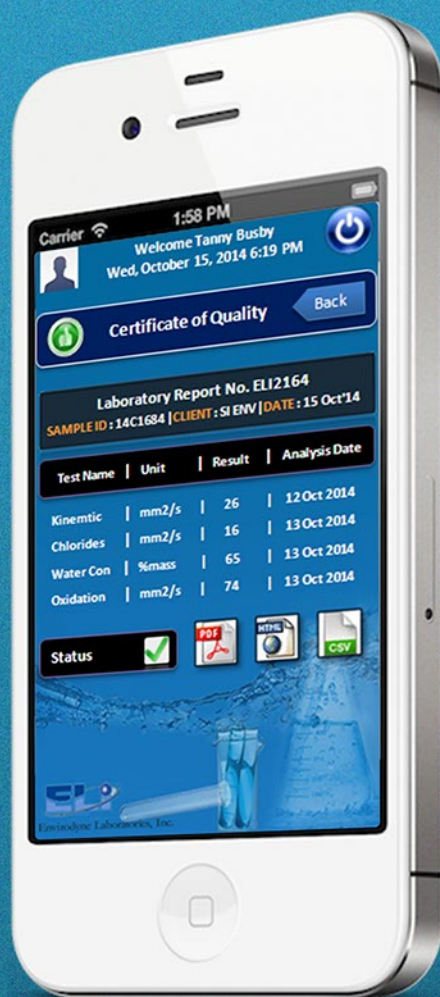 Carrier 1:58 PM
Welcome Tanny Busby
Wed, October 15, 2014 6:19 PM
Certificate of Quality
Back
Laboratory Report No. ELI2164
SAMPLE ID : 14C1684 | CLIENT : SI ENV | DATE : 15 Oct'14
Test Name | Unit | Result | Analysis Date
Kinemtic | mm2/s | 26 | 12 Oct 2014
Chlorides | mm2/s | 16 | 13 Oct 2014
Water Con | %mass | 65 | 13 Oct 2014
Oxidation | mm2/s | 74 | 13 Oct 2014
Status
PDF
HTML
CSV
ELI
Envirodyne Laboratories, Inc.